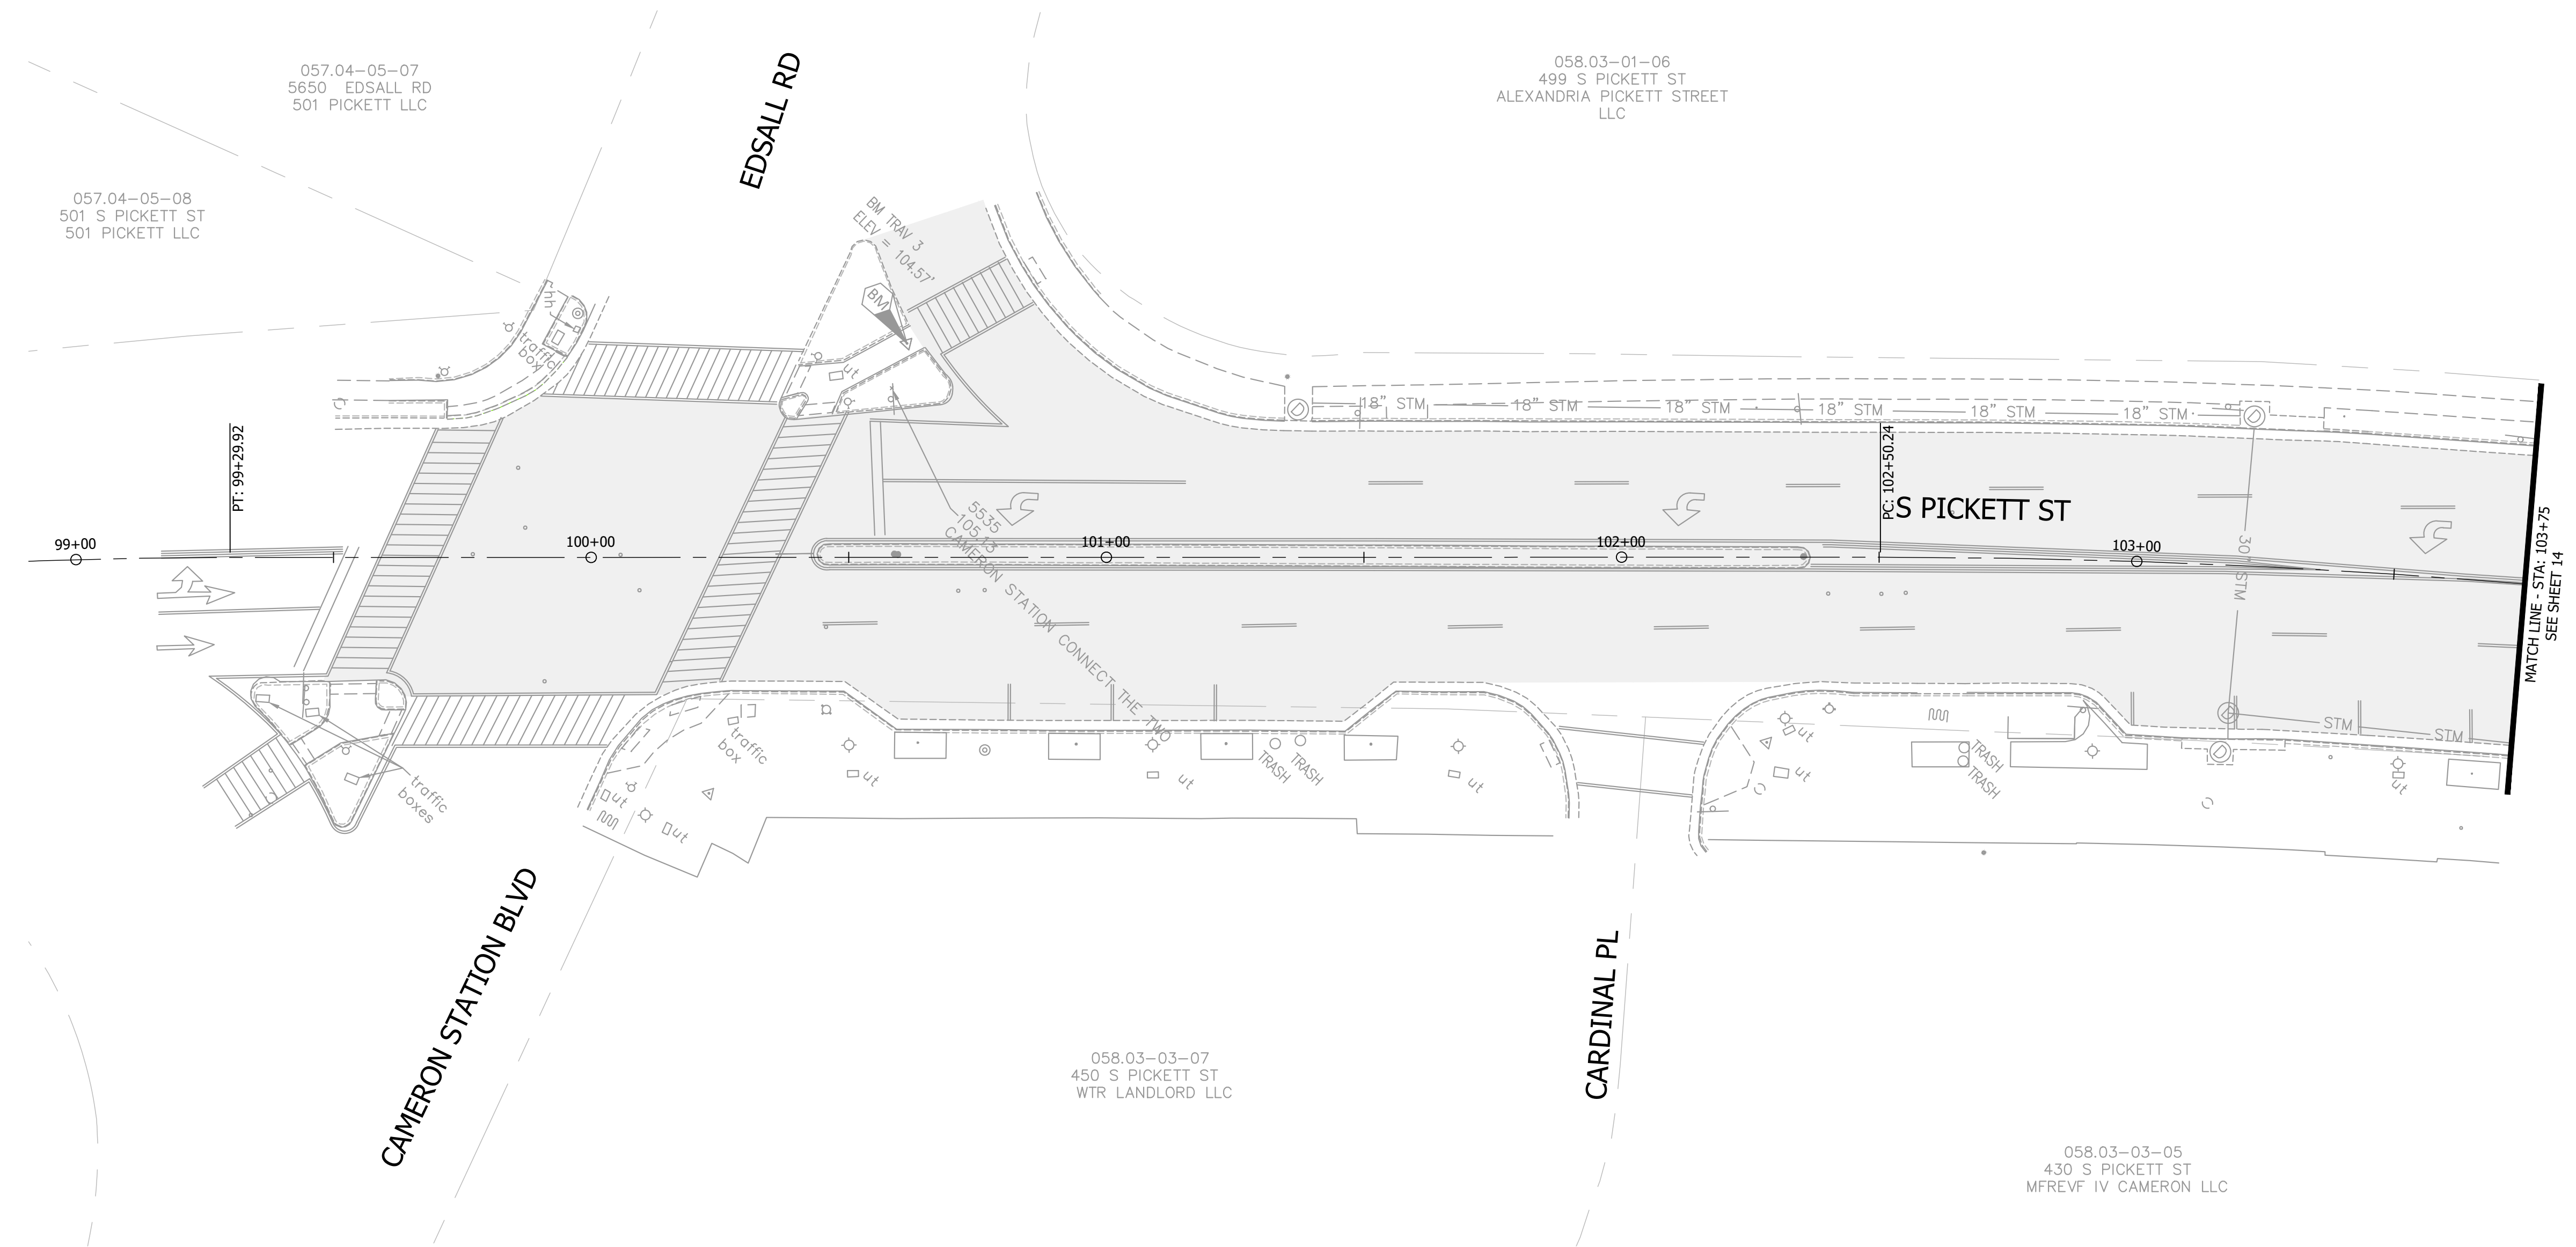 057.04-05-07
5650 EDSALL RD
501 PICKETT LLC
EDSALL RD
058.03-01-06
499 S PICKETT ST
ALEXANDRIA PICKETT STREET
LLC
057.04-05-08
501 S PICKETT ST
501 PICKETT LLC
BM TRAV 3
ELEV = 104.57'
BM
hh
traffic
box
ut
18" STM
18" STM
18" STM
18" STM
18" STM
18" STM
PT: 99+29.92
PC: 102+50.24
S PICKETT ST
5535
105.13
CAMERON STATION CONNECT THE TWO
99+00
100+00
101+00
102+00
103+00
30" STM
MATCH LINE - STA: 103+75
SEE SHEET 14
traffic
box
traffic
boxes
ut
ut
ut
ut
TRASH
TRASH
ut
ut
ut
TRASH
TRASH
STM
STM
ut
CAMERON STATION BLVD
CARDINAL PL
058.03-03-07
450 S PICKETT ST
WTR LANDLORD LLC
058.03-03-05
430 S PICKETT ST
MFREVF IV CAMERON LLC